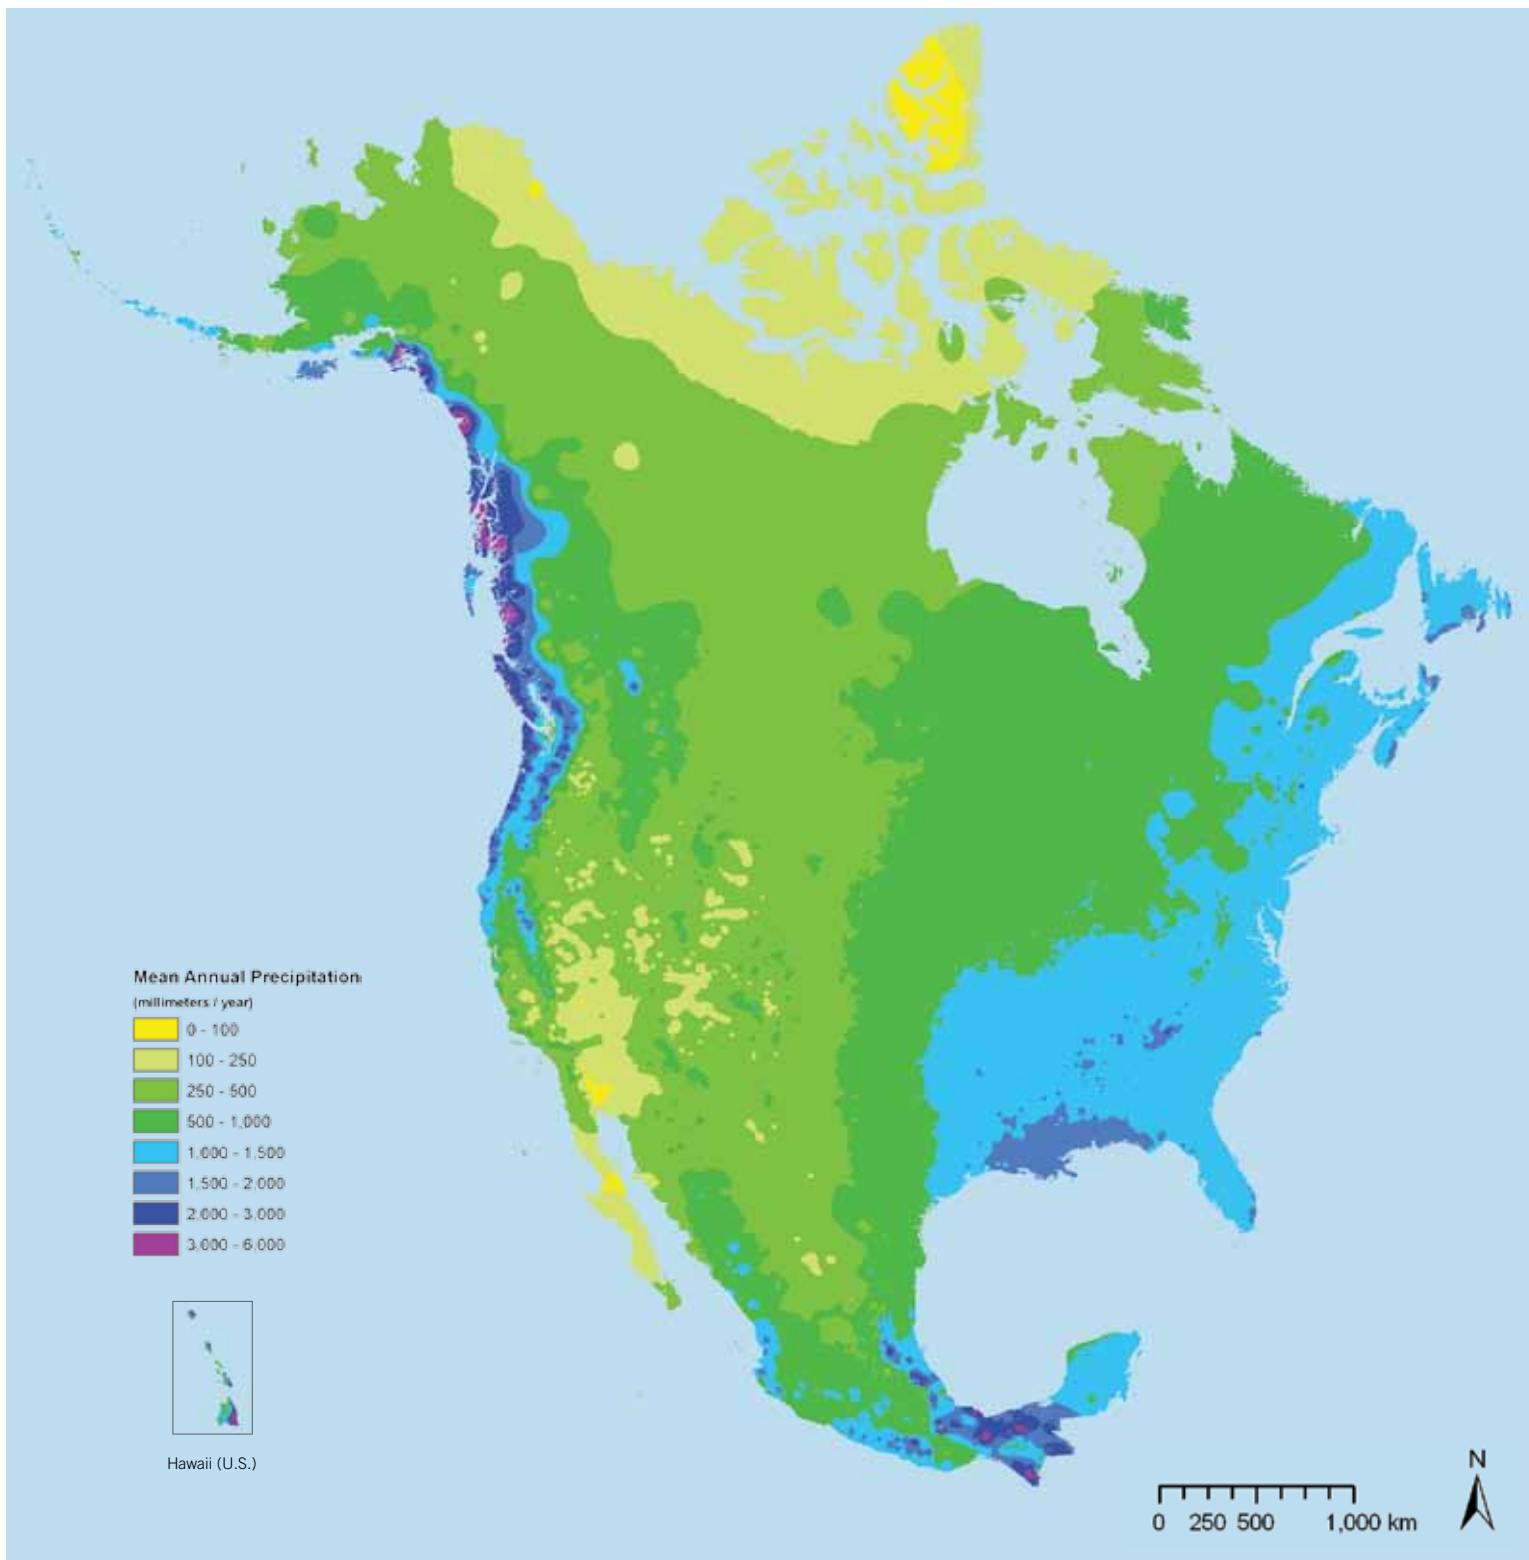 Mean Annual Precipitation
(millimeters / year)
0 - 100
100 - 250
250 - 500
500 - 1,000
1,000 - 1,500
1,500 - 2,000
2,000 - 3,000
3,000 - 6,000
Hawaii (U.S.)
N
0 250 500 1,000 km